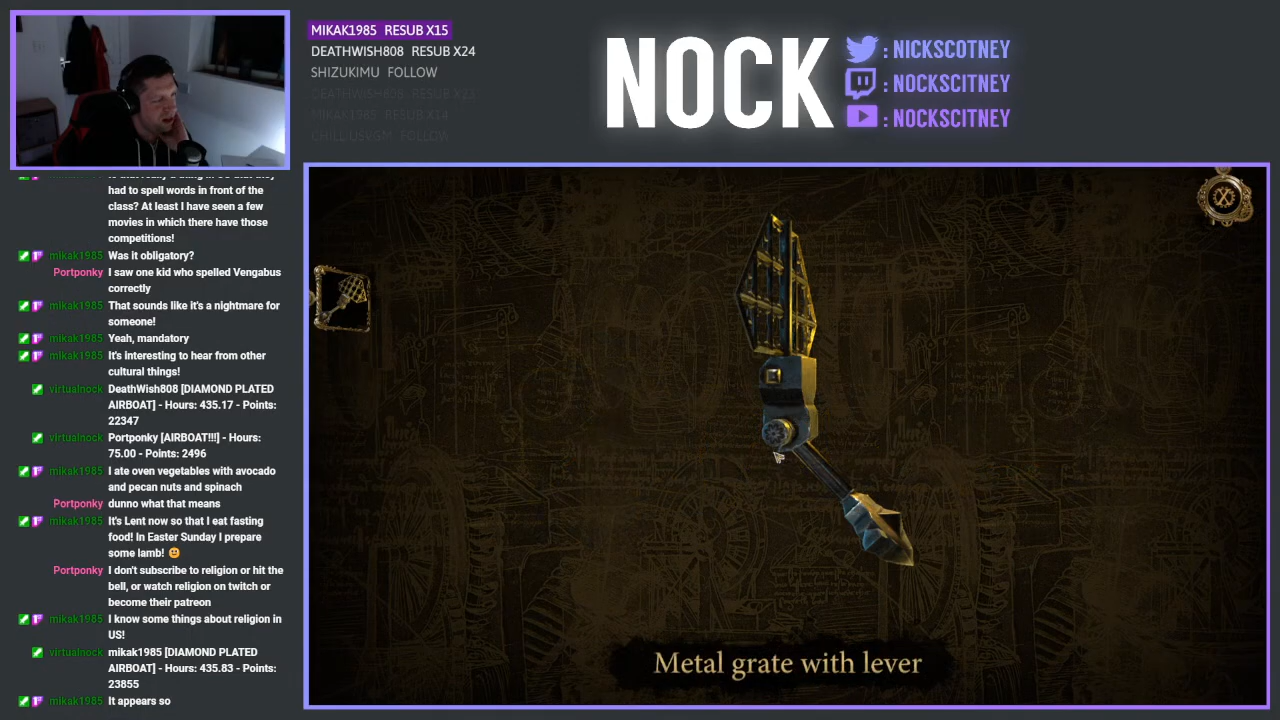 MIKAK1985 RESUB X15
DEATHWISH808 RESUB X24
SHIZUKIMU FOLLOW
DEATHWISH808 RESUB X23
MIKAK1985 RESUB X14
NOCK
: NICKSCOTNEY
: NOCKSCITNEY
: NOCKSCITNEY
had to spell words in front of the
class? At least I have seen a few
movies in which there have those
competitions!
mikak1985 Was it obligatory?
Portponky I saw one kid who spelled Vengabus
correctly
mikak1985 That sounds like it's a nightmare for
someone!
mikak1985 Yeah, mandatory
mikak1985 It's interesting to hear from other
cultural things!
virtualnock DeathWish808 [DIAMOND PLATED
AIRBOAT] - Hours: 435.17 - Points:
22347
virtualnock Portponky [AIRBOAT!!!] - Hours:
75.00 - Points: 2496
mikak1985 I ate oven vegetables with avocado
and pecan nuts and spinach
Portponky dunno what that means
mikak1985 It's Lent now so that I eat fasting
food! In Easter Sunday I prepare
some lamb! 🙂
Portponky I don't subscribe to religion or hit the
bell, or watch religion on twitch or
become their patreon
mikak1985 I know some things about religion in
US!
virtualnock mikak1985 [DIAMOND PLATED
AIRBOAT] - Hours: 435.83 - Points:
23855
mikak1985 It appears so
Metal grate with lever